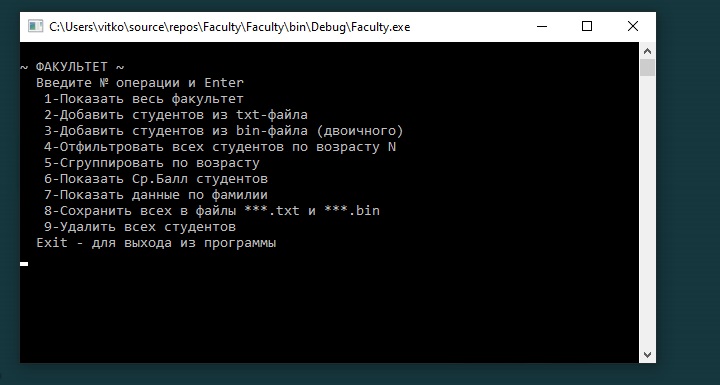 C:\Users\vitko\source\repos\Faculty\Faculty\bin\Debug\Faculty.exe
~ ФАКУЛЬТЕТ ~
Введите № операции и Enter
1-Показать весь факультет
2-Добавить студентов из txt-файла
3-Добавить студентов из bin-файла (двоичного)
4-Отфильтровать всех студентов по возрасту N
5-Сгруппировать по возрасту
6-Показать Ср.Балл студентов
7-Показать данные по фамилии
8-Сохранить всех в файлы ***.txt и ***.bin
9-Удалить всех студентов
Exit - для выхода из программы